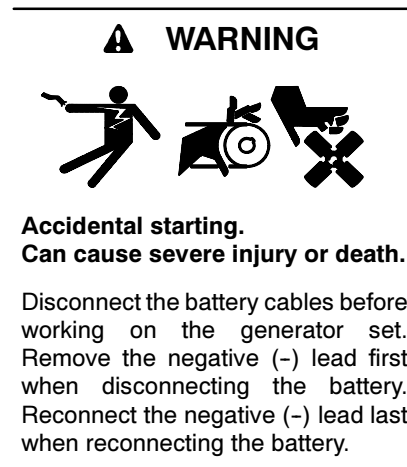 WARNING
Accidental starting.
Can cause severe injury or death.
Disconnect the battery cables before
working on the generator set.
Remove the negative (-) lead first
when disconnecting the battery.
Reconnect the negative (-) lead last
when reconnecting the battery.